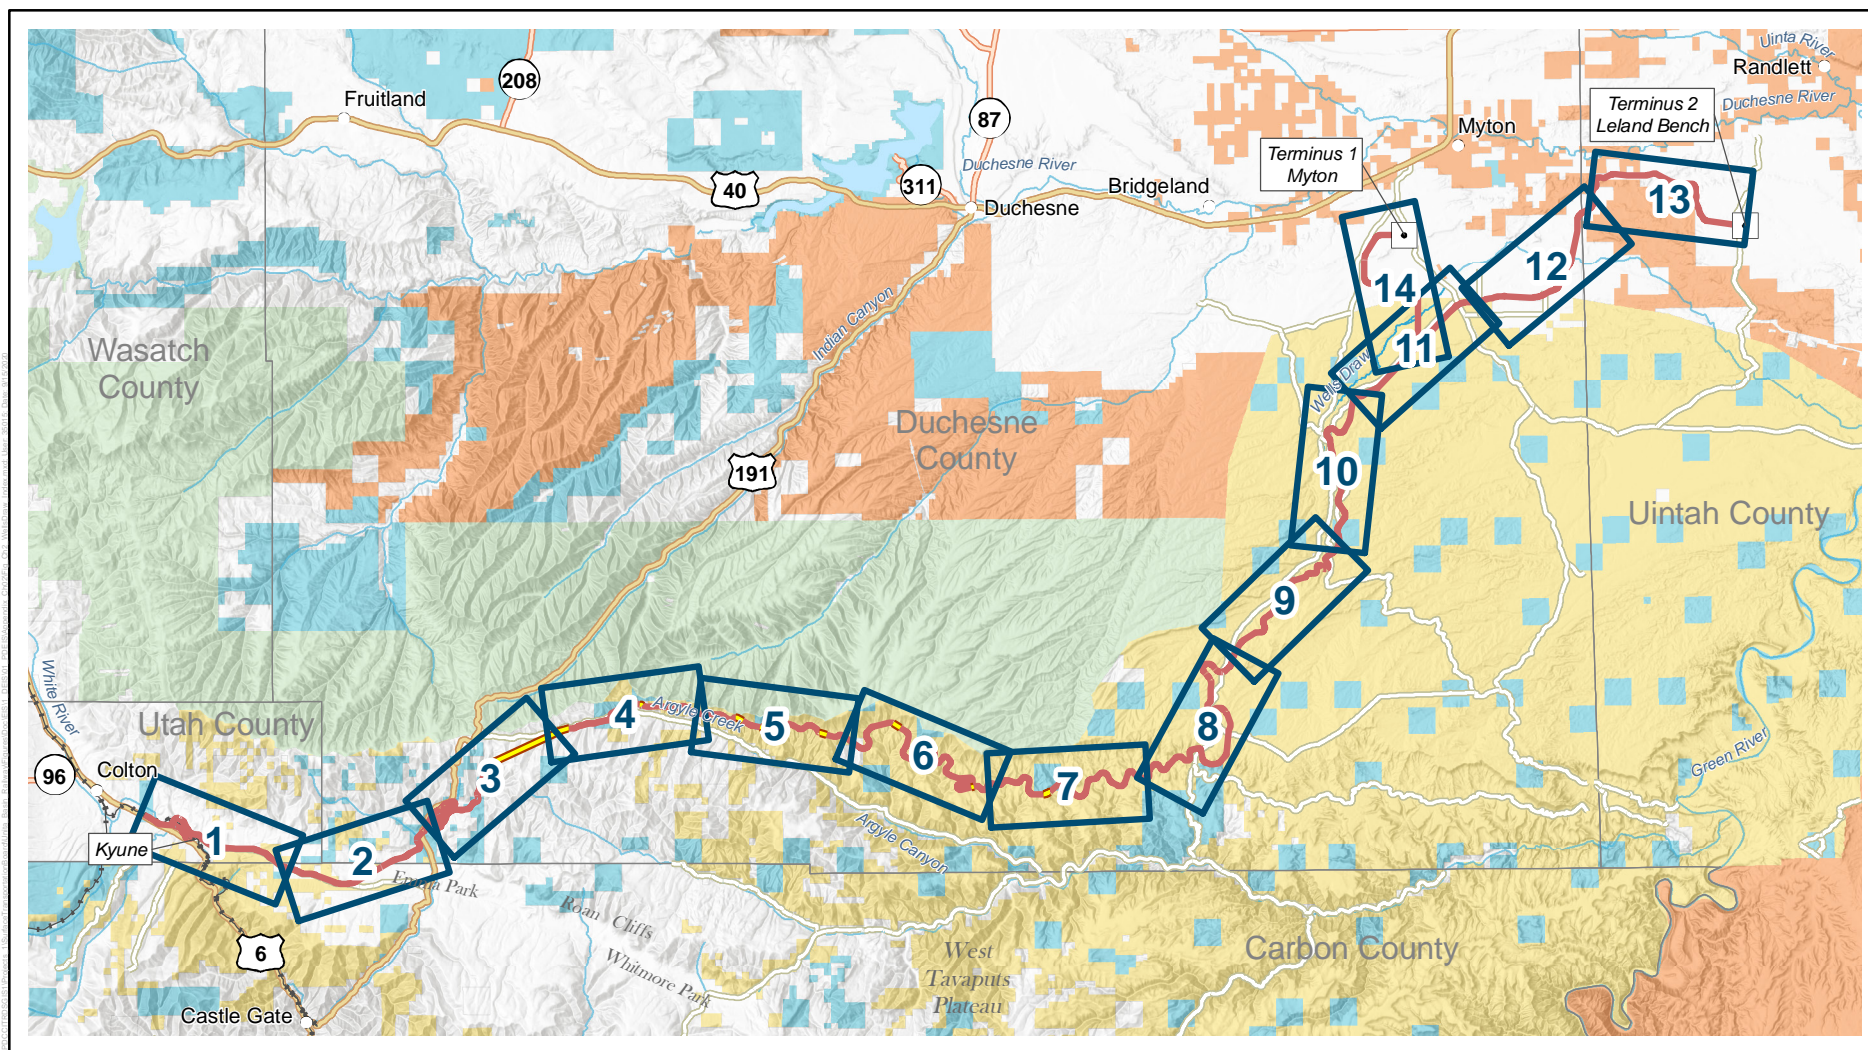 208
Fruitland
87
Uinta River
Randlett
Duchesne River
Terminus 2
Leland Bench
Myton
Terminus 1
Myton
Duchesne River
311
40
Bridgeland
Duchesne
13
12
14
Indian Canyon
Wasatch
County
11
Wells Draw
Duchesne
County
191
10
Uintah County
9
White River
Utah County
4
Argyle Creek
5
8
6
Green River
3
7
96
Colton
1
Kyune
2
Argyle Canyon
Emma Park
Roan Cliffs
Whitmore Park
West
Tavaputs
Plateau
Carbon County
6
Castle Gate